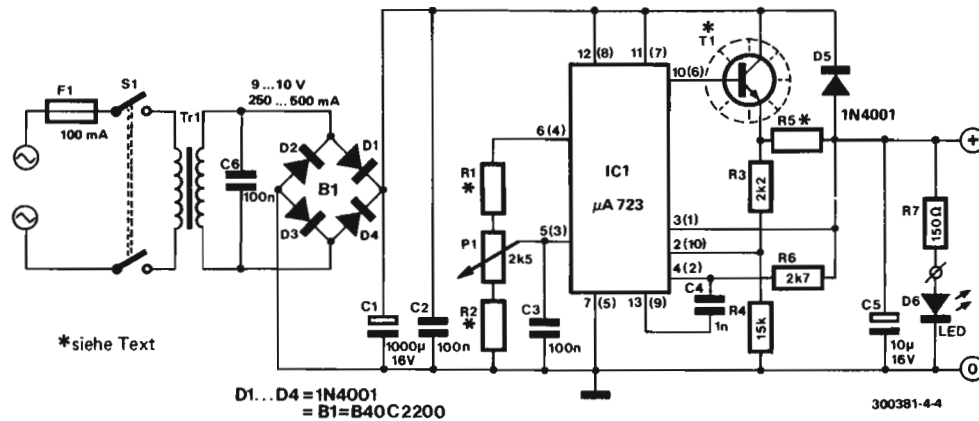 F1
100 mA
S1
Tr1
9 ... 10 V
250 ... 500 mA
C6
100n
D2
D1
B1
D3
D4
C1
1000µ
16V
C2
100n
R1
*
P1
2k5
R2
*
C3
100n
12 (8)
11 (7)
10(6)
6 (4)
5(3)
IC1
µA 723
3 (1)
2 (10)
4 (2)
7 (5)
13 (9)
C4
1n
*
T1
R5*
R3
2k2
R4
15k
R6
2k7
D5
1N4001
C5
10µ
16V
R7
150Ω
D6
LED
+
0
*siehe Text
D1...D4 = 1N4001
= B1=B40C2200
300381-4-4